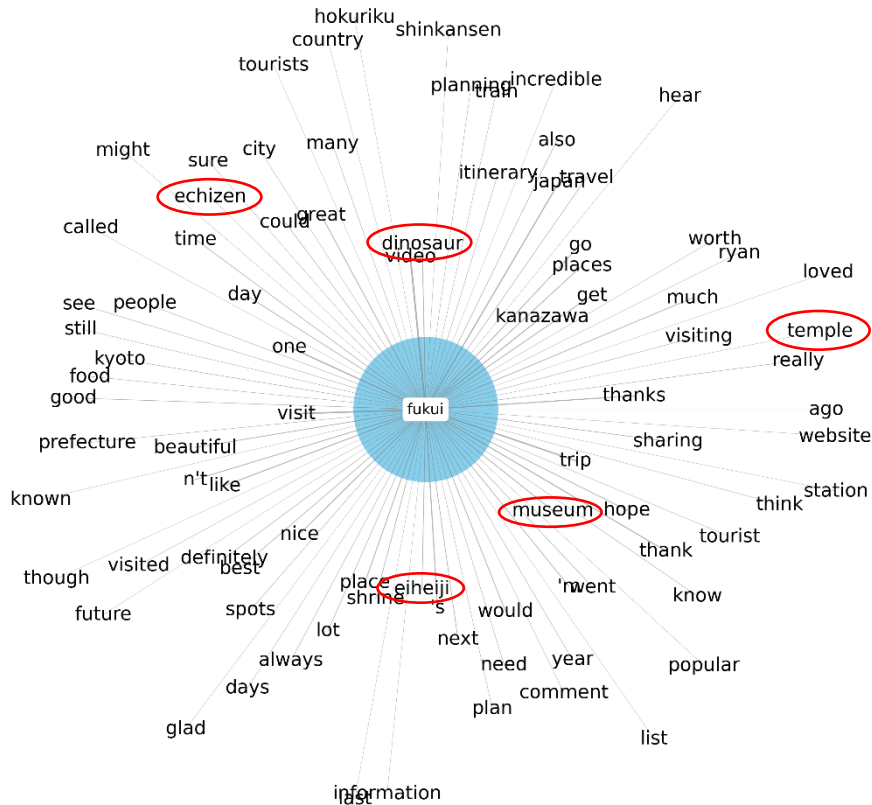 hokuriku
shinkansen
country
tourists
planning
train
incredible
hear
many
also
might
sure
city
itinerary
japan
travel
echizen
could
great
called
time
dinosaur
video
go
places
worth
ryan
loved
day
get
much
see
people
kanazawa
still
visiting
temple
one
kyoto
really
food
good
thanks
visit
fukui
ago
prefecture
beautiful
sharing
website
trip
n't
like
known
station
think
museum
hope
nice
tourist
definitely
best
thank
visited
though
place
shrine
eiheiji
's
'm
went
know
future
spots
would
lot
next
always
need
year
popular
days
plan
comment
glad
list
information
last